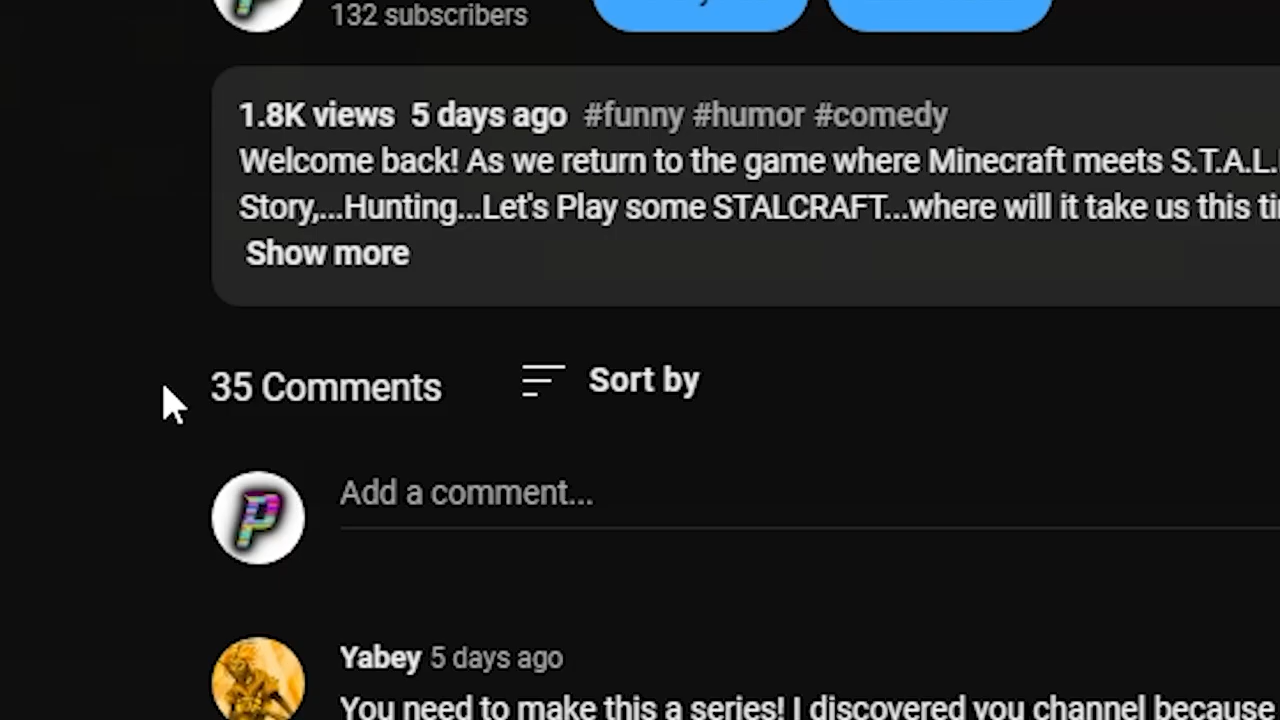 132 subscribers
1.8K views 5 days ago #funny #humor #comedy
Welcome back! As we return to the game where Minecraft meets S.T.A.L.
Story,...Hunting...Let's Play some STALCRAFT...where will it take us this
Show more
35 Comments
Sort by
P
Add a comment...
Yabey 5 days ago
You need to make this a series! I discovered you channel because